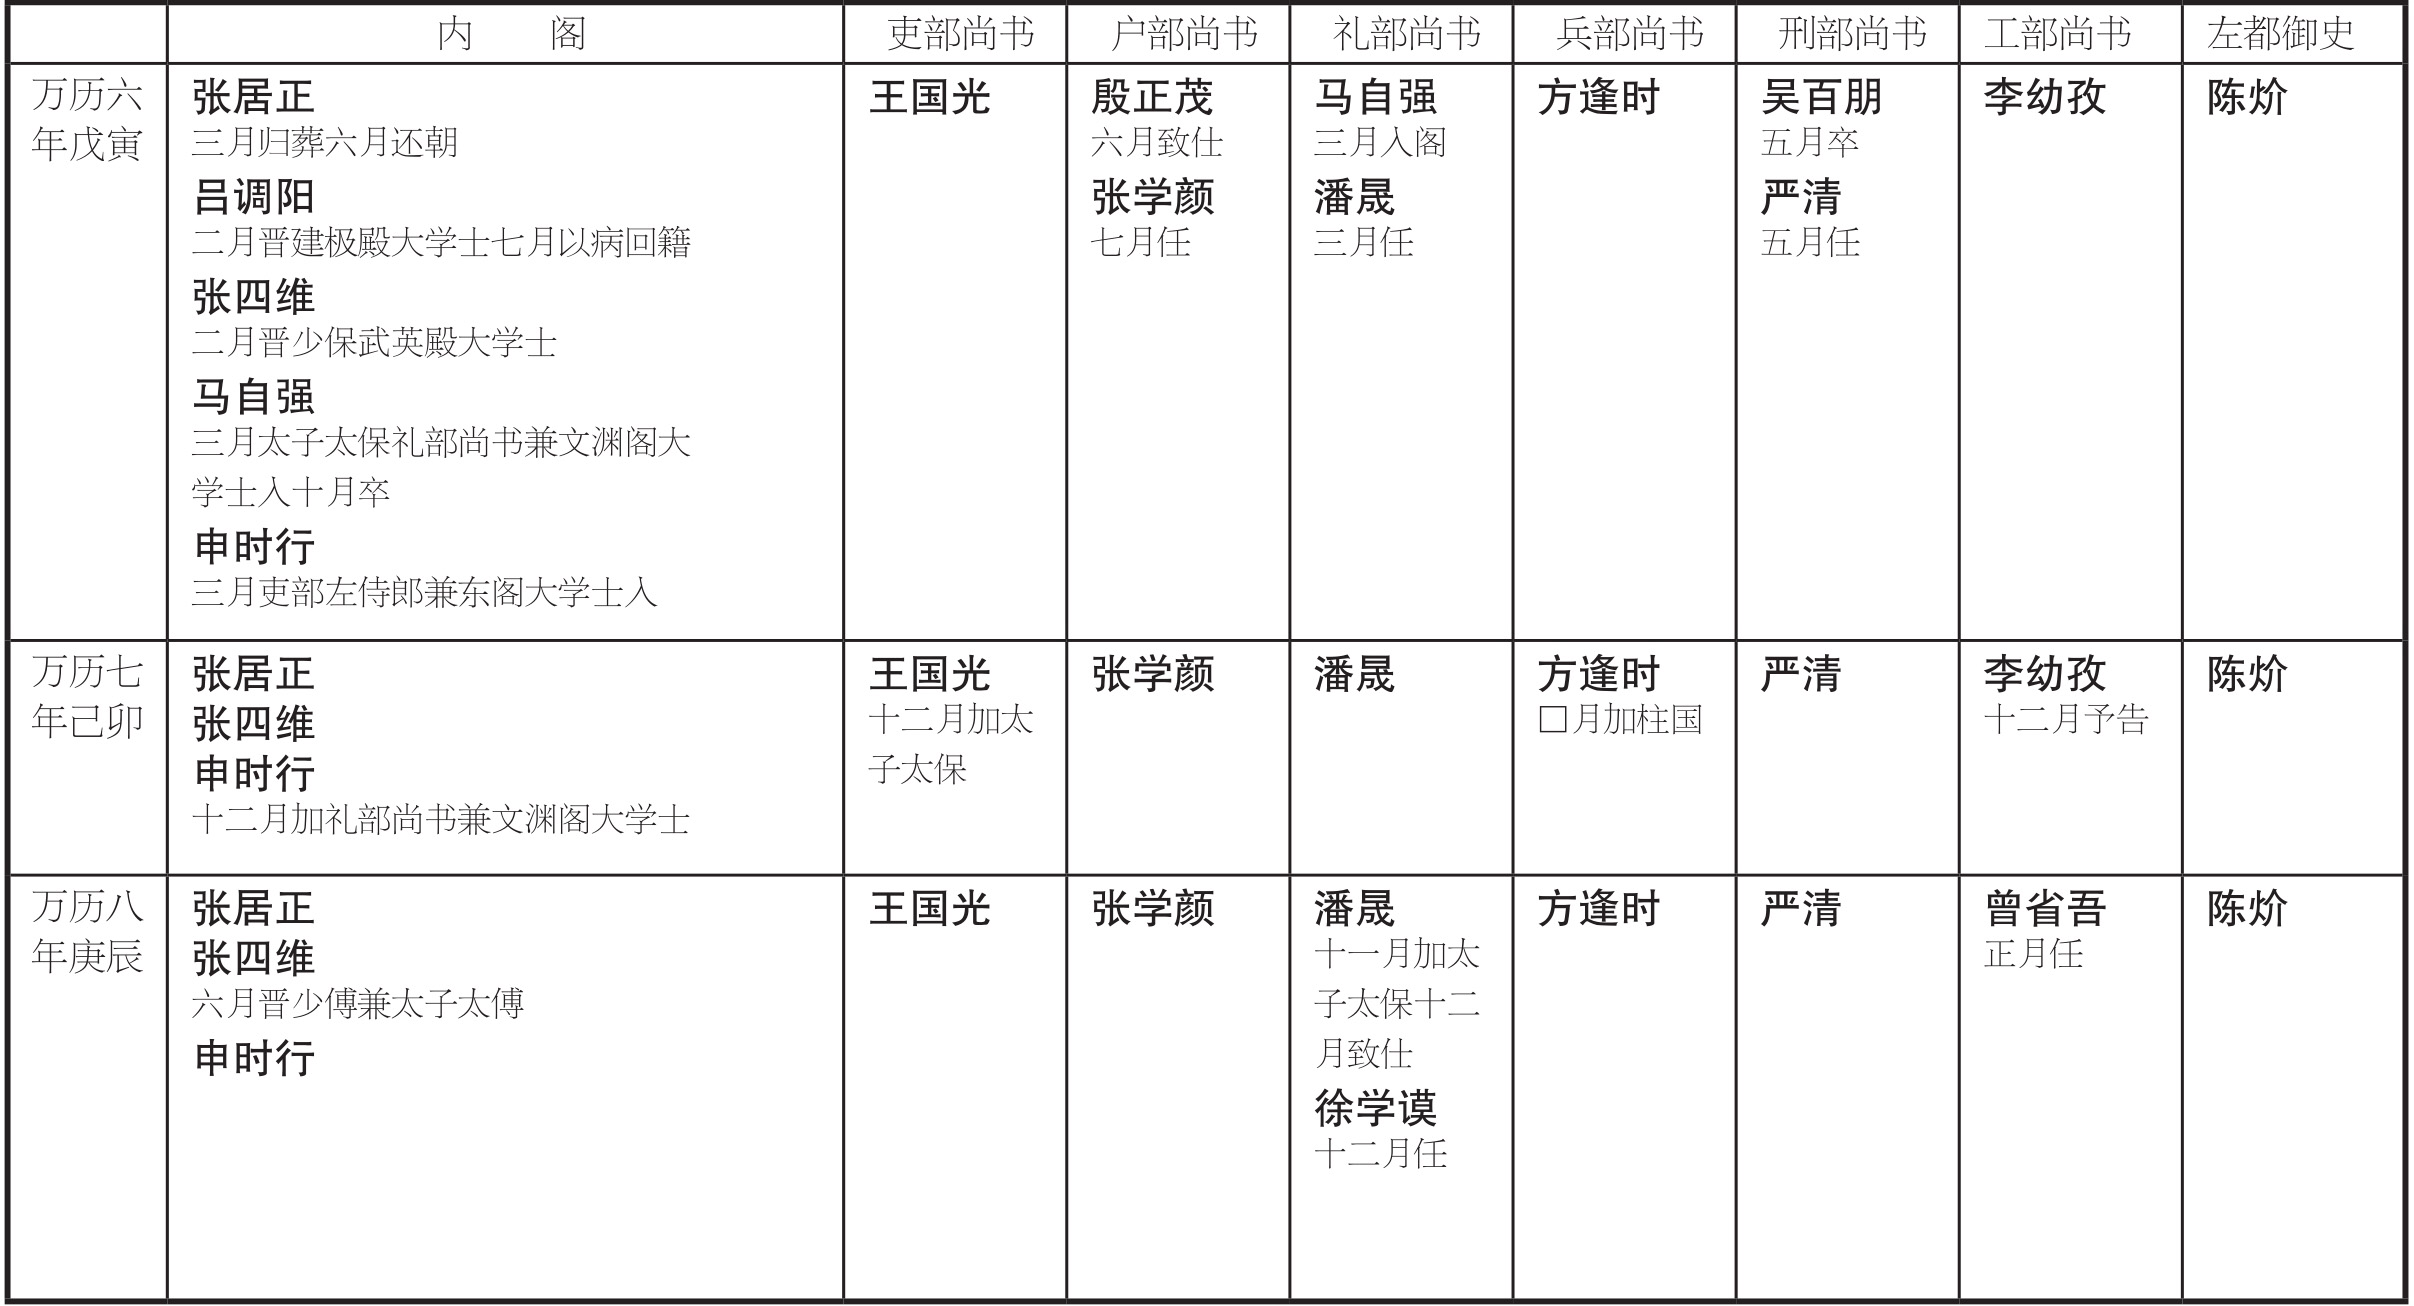 内　　阁
吏部尚书
户部尚书
礼部尚书
兵部尚书
刑部尚书
工部尚书
左都御史
万历六
年戊寅
张居正
三月归葬六月还朝
吕调阳
二月晋建极殿大学士七月以病回籍
张四维
二月晋少保武英殿大学士
马自强
三月太子太保礼部尚书兼文渊阁大
学士入十月卒
申时行
三月吏部左侍郎兼东阁大学士入
王国光
殷正茂
六月致仕
张学颜
七月任
马自强
三月入阁
潘晟
三月任
方逢时
吴百朋
五月卒
严清
五月任
李幼孜
陈炌
万历七
年己卯
张居正
张四维
申时行
十二月加礼部尚书兼文渊阁大学士
王国光
十二月加太
子太保
张学颜
潘晟
方逢时
□月加柱国
严清
李幼孜
十二月予告
陈炌
万历八
年庚辰
张居正
张四维
六月晋少傅兼太子太傅
申时行
王国光
张学颜
潘晟
十一月加太
子太保十二
月致仕
徐学谟
十二月任
方逢时
严清
曾省吾
正月任
陈炌